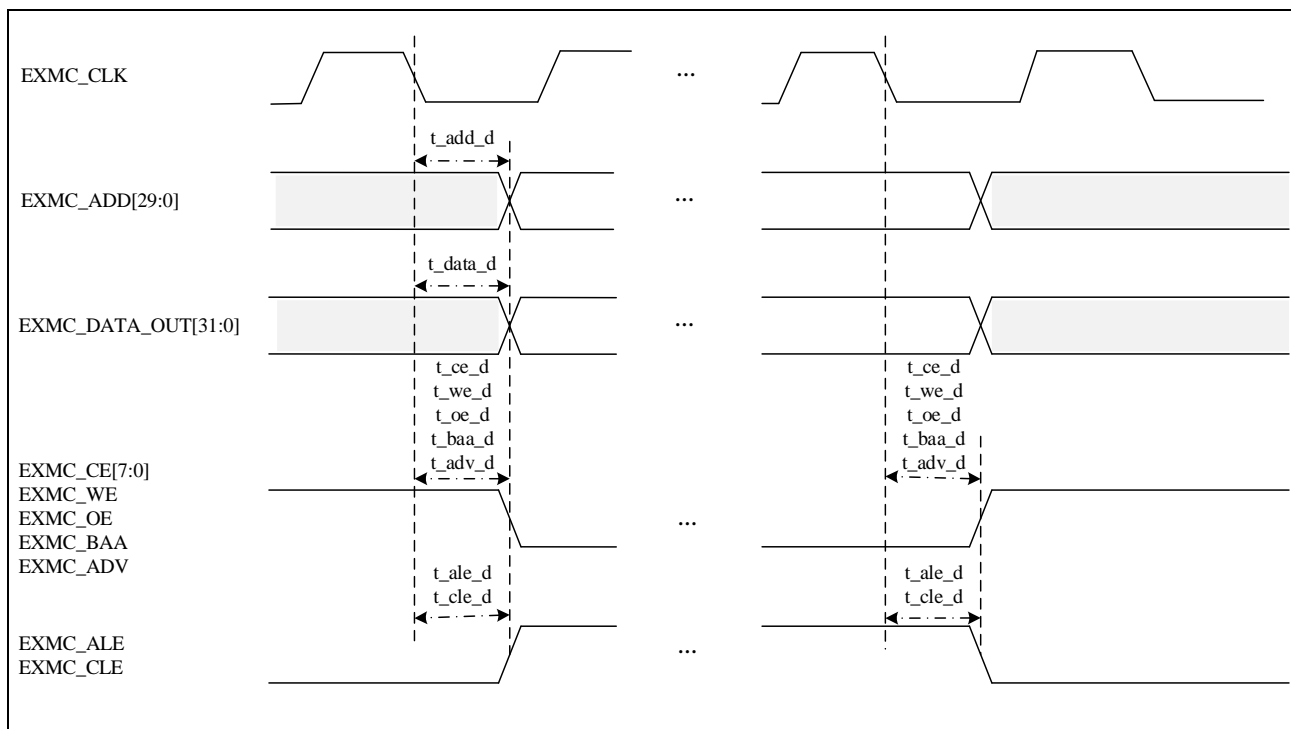 EXMC_CLK
...
...
t_add_d
EXMC_ADD[29:0]
...
t_data_d
EXMC_DATA_OUT[31:0]
...
t_ce_d
t_we_d
t_oe_d
t_baa_d
t_adv_d
t_ce_d
t_we_d
t_oe_d
t_baa_d
t_adv_d
EXMC_CE[7:0]
EXMC_WE
EXMC_OE
EXMC_BAA
EXMC_ADV
...
t_ale_d
t_cle_d
t_ale_d
t_cle_d
EXMC_ALE
EXMC_CLE